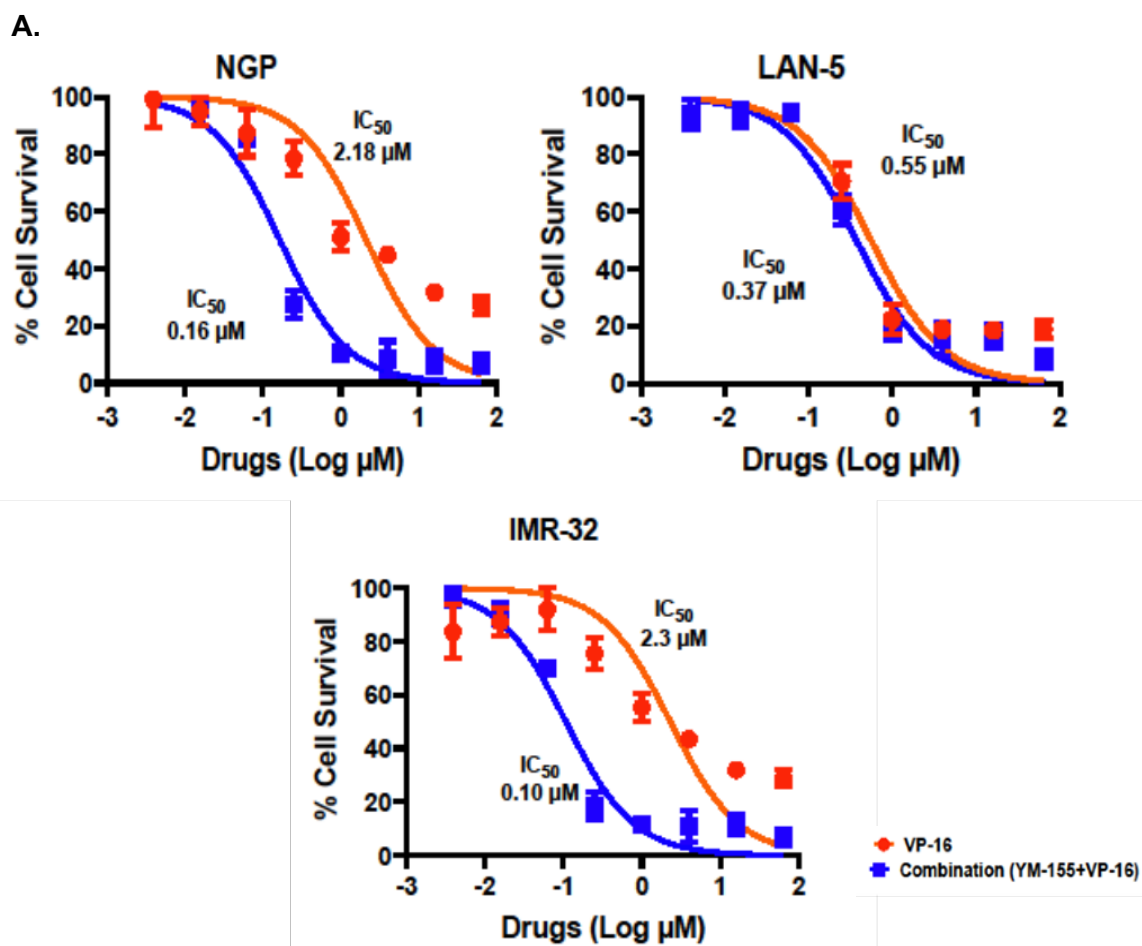 A.
NGP
100
80
60
40
20
0
% Cell Survival
IC50
2.18 µM
IC50
0.16 µM
-3 -2 -1 0 1 2
Drugs (Log µM)
LAN-5
100
80
60
40
20
0
% Cell Survival
IC50
0.55 µM
IC50
0.37 µM
-3 -2 -1 0 1 2
Drugs (Log µM)
IMR-32
100
80
60
40
20
0
% Cell Survival
IC50
2.3 µM
IC50
0.10 µM
-3 -2 -1 0 1 2
Drugs (Log µM)
VP-16
Combination (YM-155+VP-16)